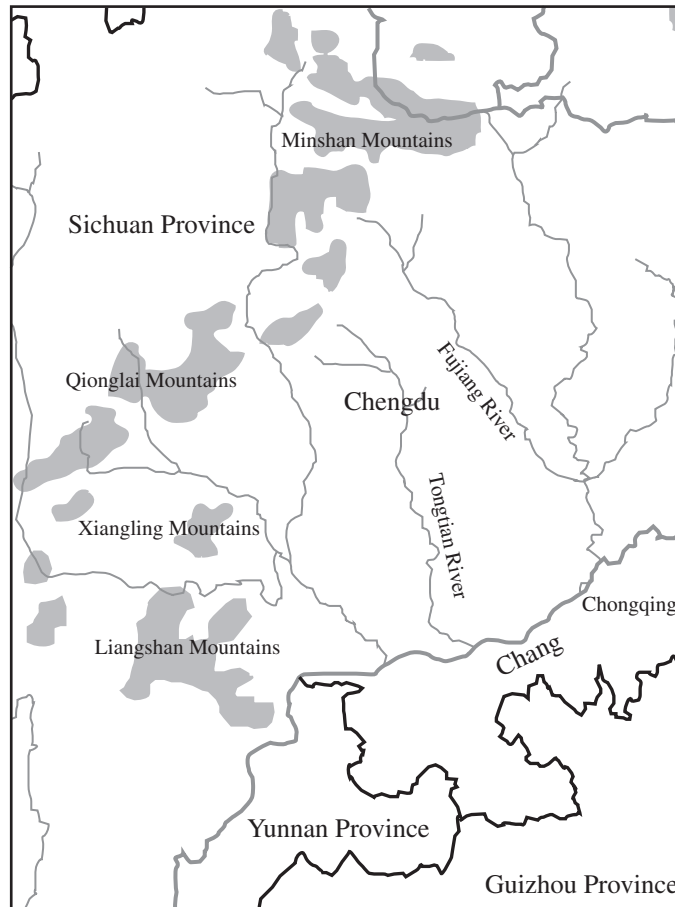 Minshan Mountains
Sichuan Province
Qionglai Mountains
Chengdu
Fujiang River
Tongtian River
Xiangling Mountains
Chongqing
Liangshan Mountains
Chang
Yunnan Province
Guizhou Province